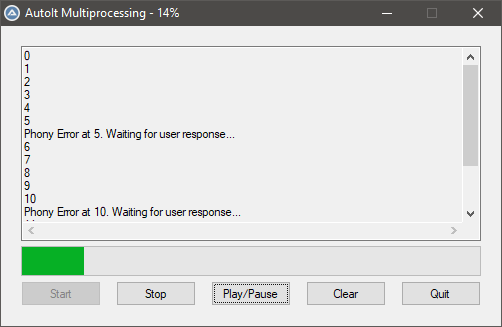 AutoIt Multiprocessing - 14%
0
1
2
3
4
5
Phony Error at 5. Waiting for user response...
6
7
8
9
10
Phony Error at 10. Waiting for user response...
Start Stop Play/Pause Clear Quit